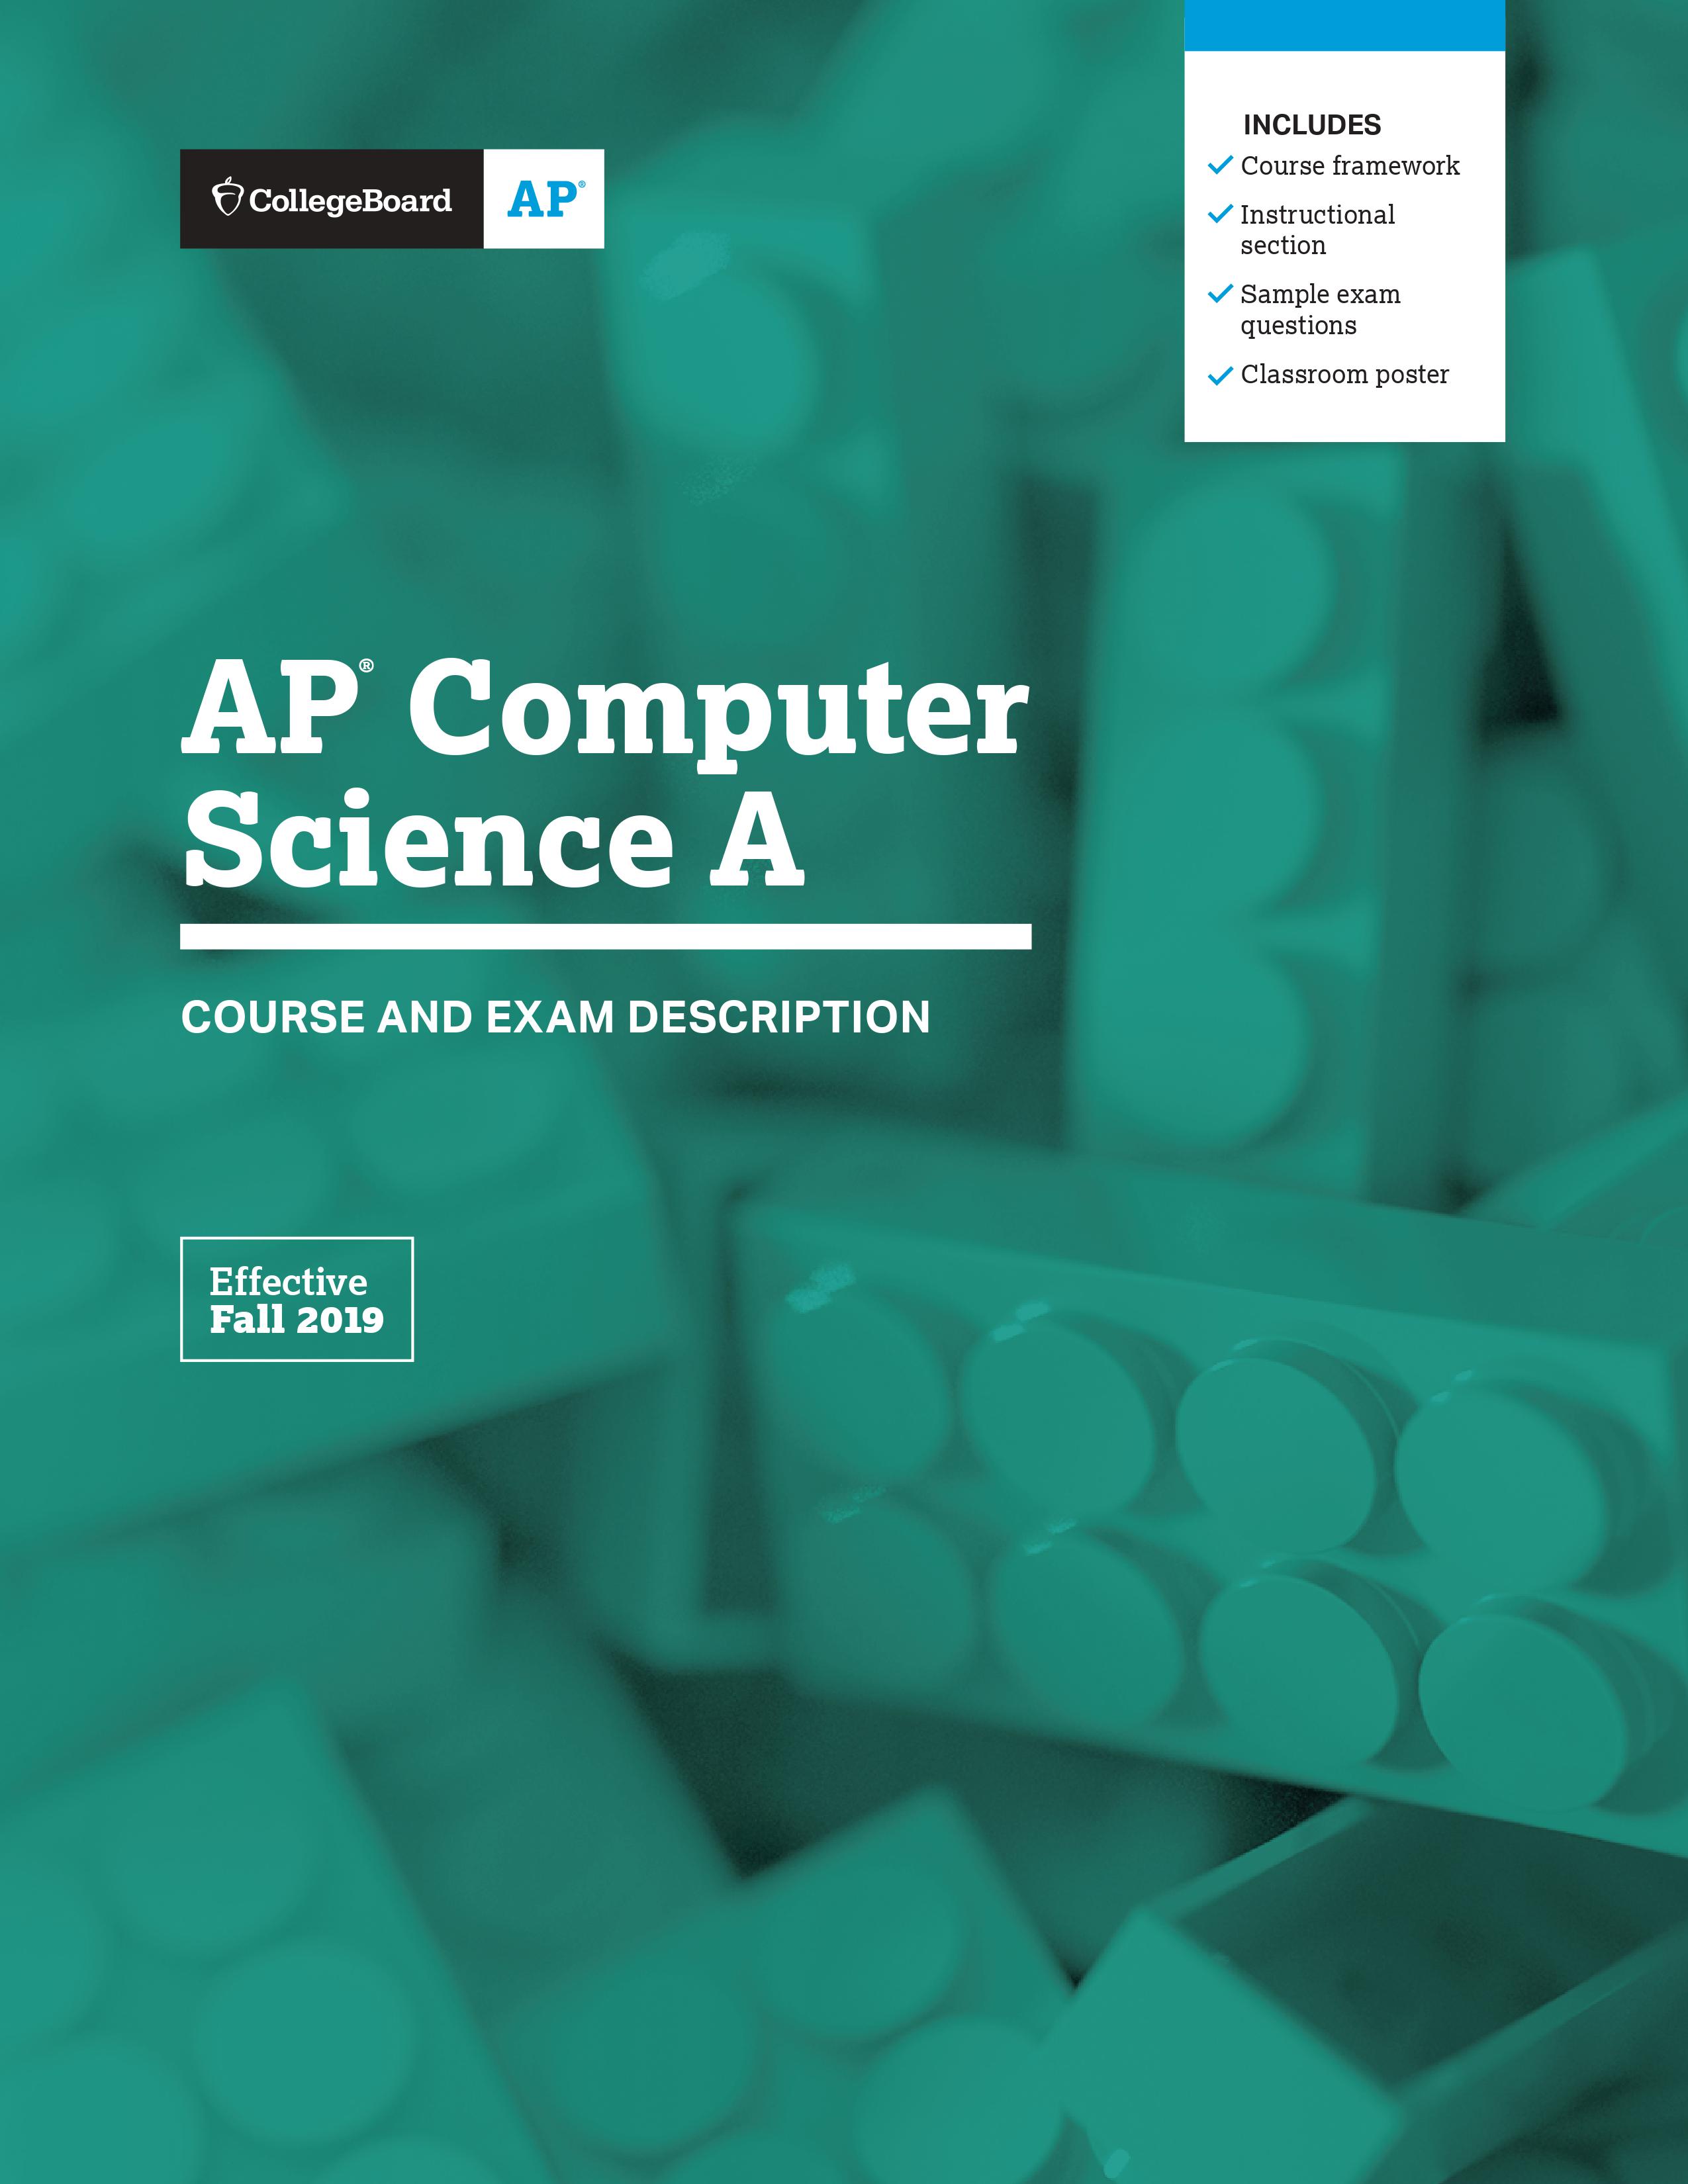 CollegeBoard
AP®
INCLUDES
Course framework
Instructional
section
Sample exam
questions
Classroom poster
AP® Computer
Science A
COURSE AND EXAM DESCRIPTION
Effective
Fall 2019